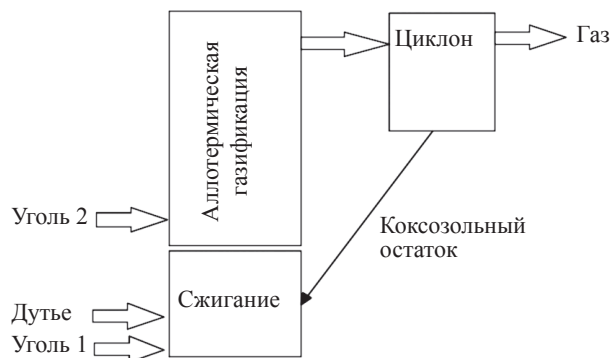 Аллотермическая
газификация
Циклон
Газ
Уголь 2
Коксозольный
остаток
Сжигание
Дутье
Уголь 1